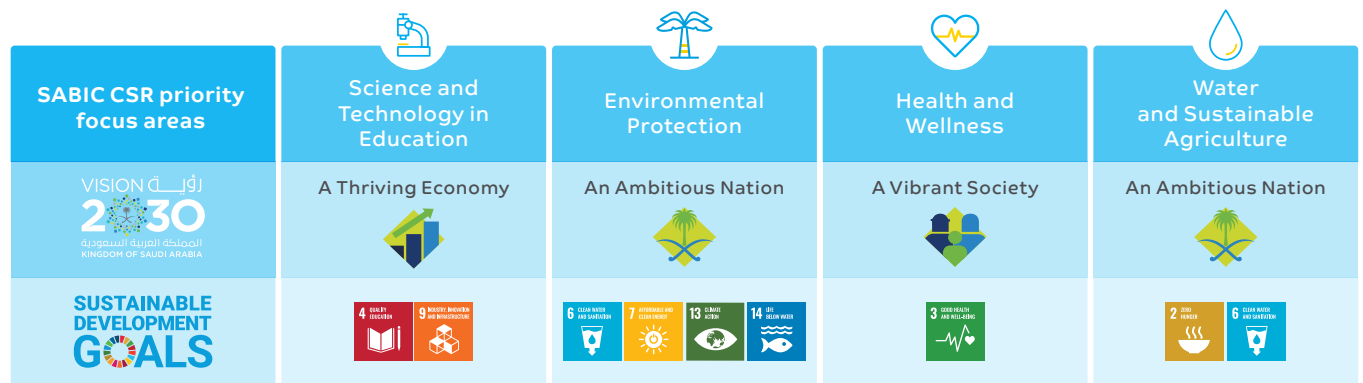 SABIC CSR priority
focus areas
Science and
Technology in
Education
Environmental
Protection
Health and
Wellness
Water
and Sustainable
Agriculture
VISION رؤيـــة
2030
المملكة العربية السعودية
KINGDOM OF SAUDI ARABIA
A Thriving Economy
An Ambitious Nation
A Vibrant Society
An Ambitious Nation
SUSTAINABLE
DEVELOPMENT
GOALS
4 QUALITY
EDUCATION
9 INDUSTRY, INNOVATION
AND INFRASTRUCTURE
6 CLEAN WATER
AND SANITATION
7 AFFORDABLE AND
CLEAN ENERGY
13 CLIMATE
ACTION
14 LIFE
BELOW WATER
3 GOOD HEALTH
AND WELL-BEING
2 ZERO
HUNGER
6 CLEAN WATER
AND SANITATION